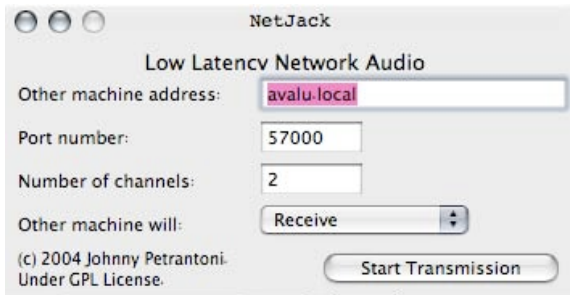 NetJack
Low Latency Network Audio
Other machine address: avalu.local
Port number: 57000
Number of channels: 2
Other machine will: Receive
(c) 2004 Johnny Petrantoni.
Under GPL License.
Start Transmission